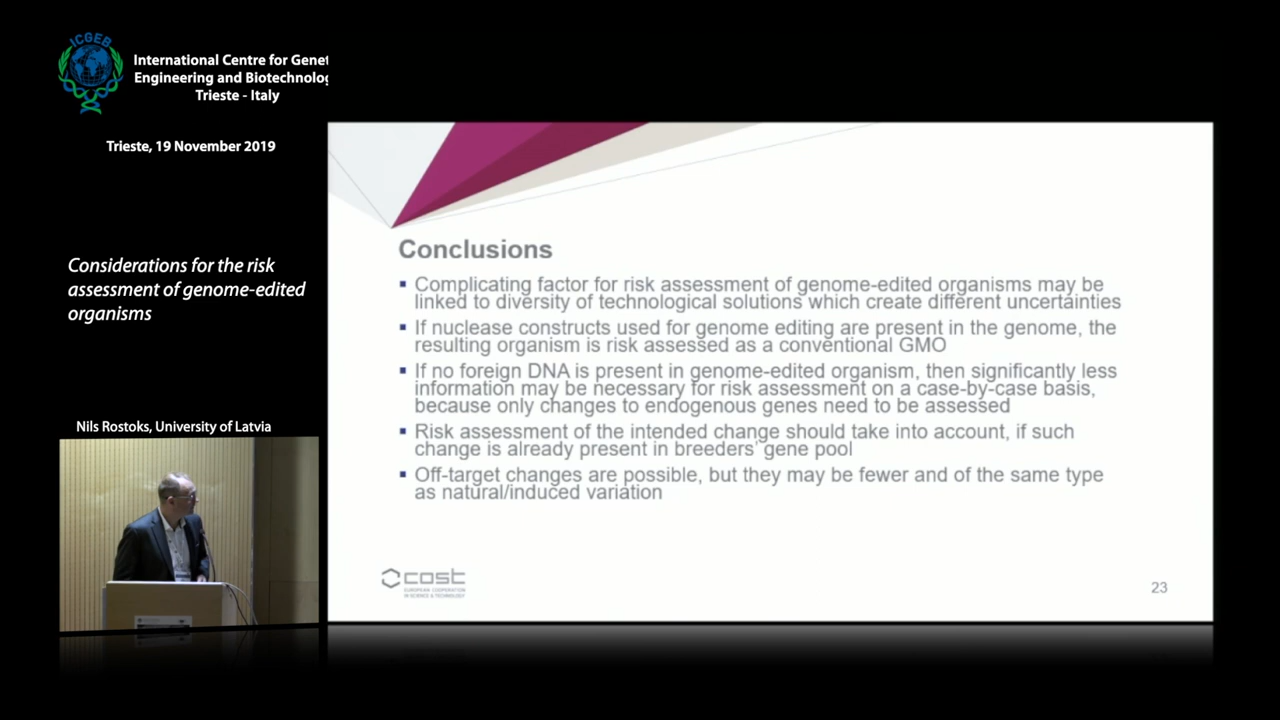 ICGEB
International Centre for Genet
Engineering and Biotechnolog
Trieste - Italy
Trieste, 19 November 2019
Considerations for the risk
assessment of genome-edited
organisms
Nils Rostoks, University of Latvia
Conclusions
▪ Complicating factor for risk assessment of genome-edited organisms may be
linked to diversity of technological solutions which create different uncertainties
▪ If nuclease constructs used for genome editing are present in the genome, the
resulting organism is risk assessed as a conventional GMO
▪ If no foreign DNA is present in genome-edited organism, then significantly less
information may be necessary for risk assessment on a case-by-case basis,
because only changes to endogenous genes need to be assessed
▪ Risk assessment of the intended change should take into account, if such
change is already present in breeders' gene pool
▪ Off-target changes are possible, but they may be fewer and of the same type
as natural/induced variation
cost
EUROPEAN COOPERATION
IN SCIENCE & TECHNOLOGY
23